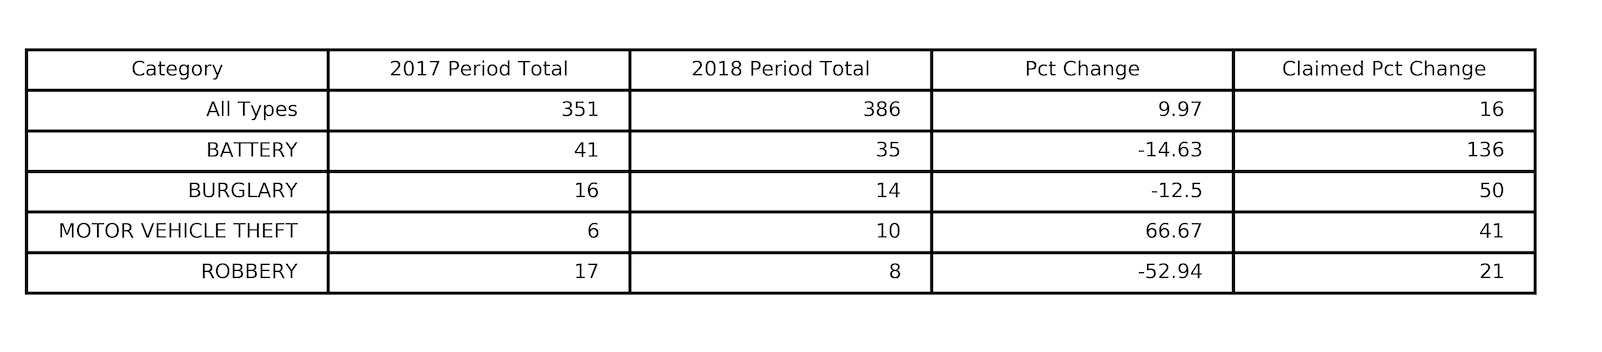 Category 2017 Period Total 2018 Period Total Pct Change Claimed Pct Change
All Types 351 386 9.97 16
BATTERY 41 35 -14.63 136
BURGLARY 16 14 -12.5 50
MOTOR VEHICLE THEFT 6 10 66.67 41
ROBBERY 17 8 -52.94 21